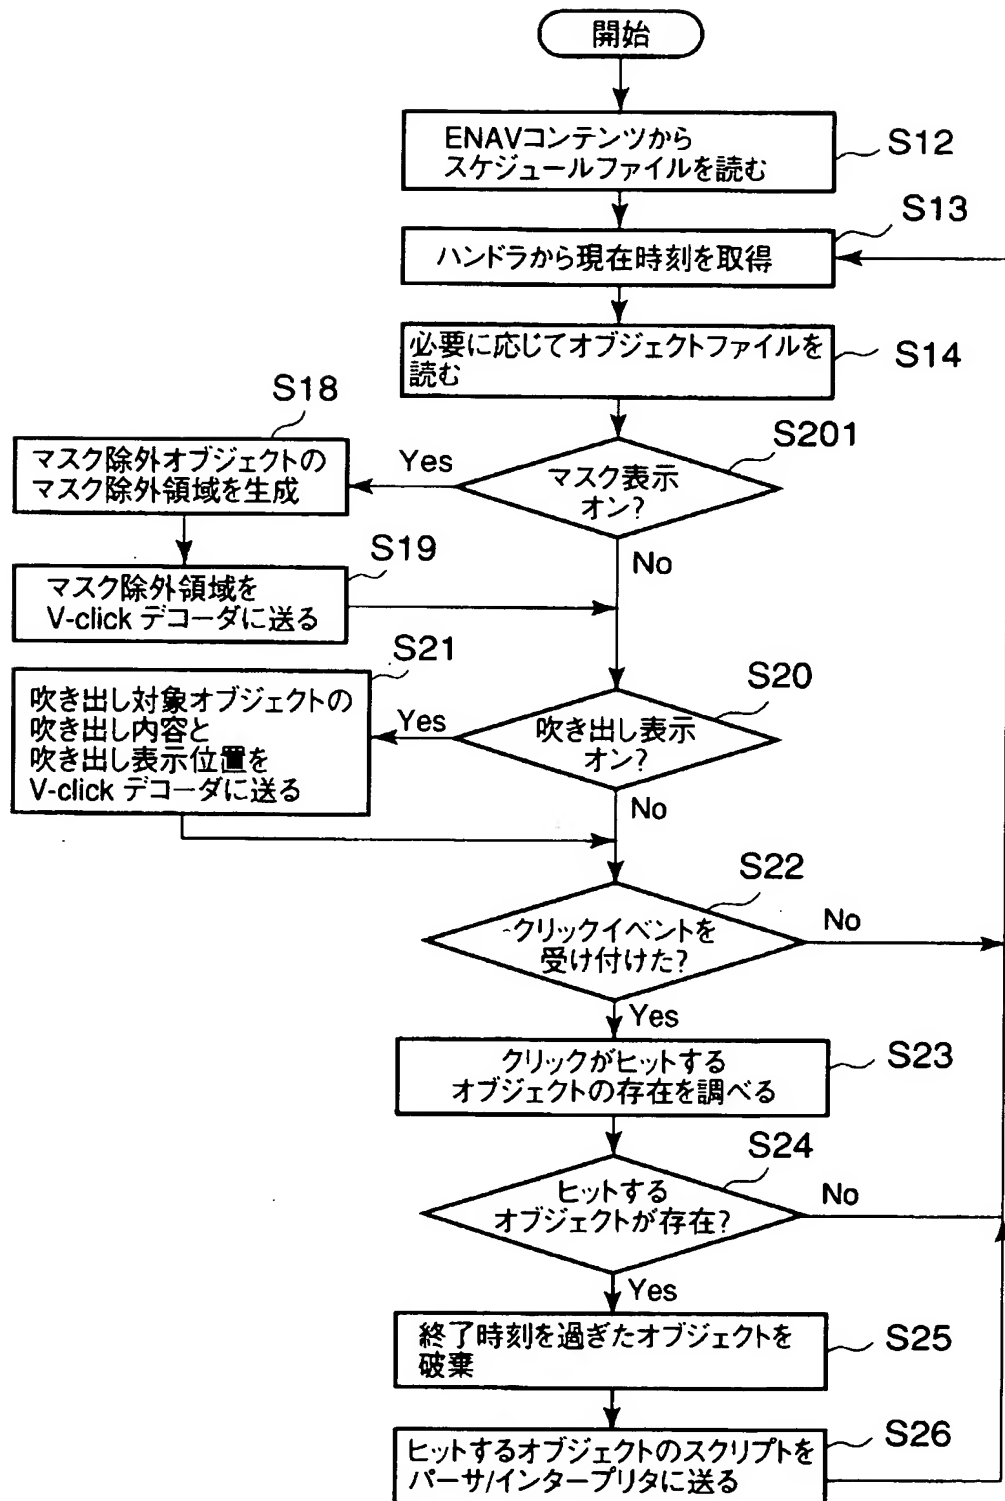 開始
ENAVコンテンツから
スケジュールファイルを読む
S12
S13
ハンドラから現在時刻を取得
必要に応じてオブジェクトファイルを
読む
S14
S18
S201
マスク除外オブジェクトの
マスク除外領域を生成
Yes
マスク表示
オン?
S19
No
マスク除外領域を
V-click デコーダに送る
S21
S20
吹き出し対象オブジェクトの
吹き出し内容と
吹き出し表示位置を
V-click デコーダに送る
Yes
吹き出し表示
オン?
No
S22
クリックイベントを
受け付けた?
No
Yes
クリックがヒットする
オブジェクトの存在を調べる
S23
S24
ヒットする
オブジェクトが存在?
No
Yes
終了時刻を過ぎたオブジェクトを
破棄
S25
ヒットするオブジェクトのスクリプトを
パーサ/インタープリタに送る
S26